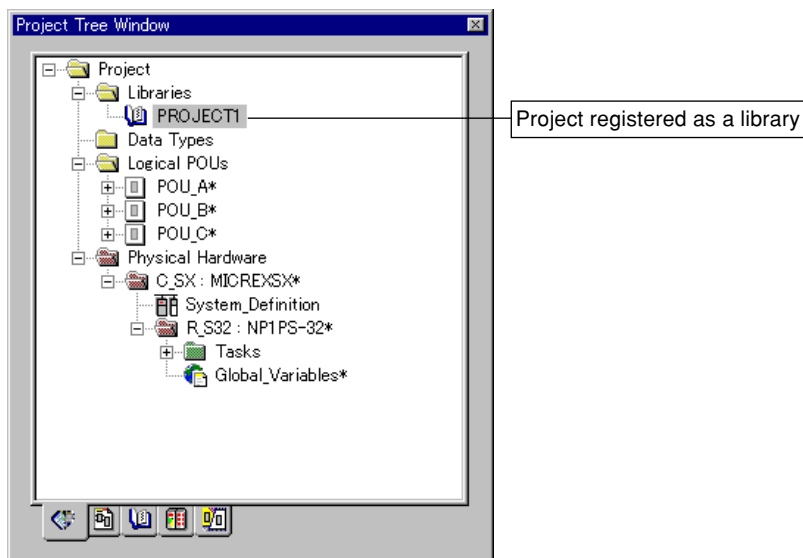 Project Tree Window
Project
Libraries
PROJECT1
Project registered as a library
Data Types
Logical POUs
POU_A*
POU_B*
POU_C*
Physical Hardware
C_SX : MICREXSX*
System_Definition
R_S32 : NP1PS-32*
Tasks
Global_Variables*